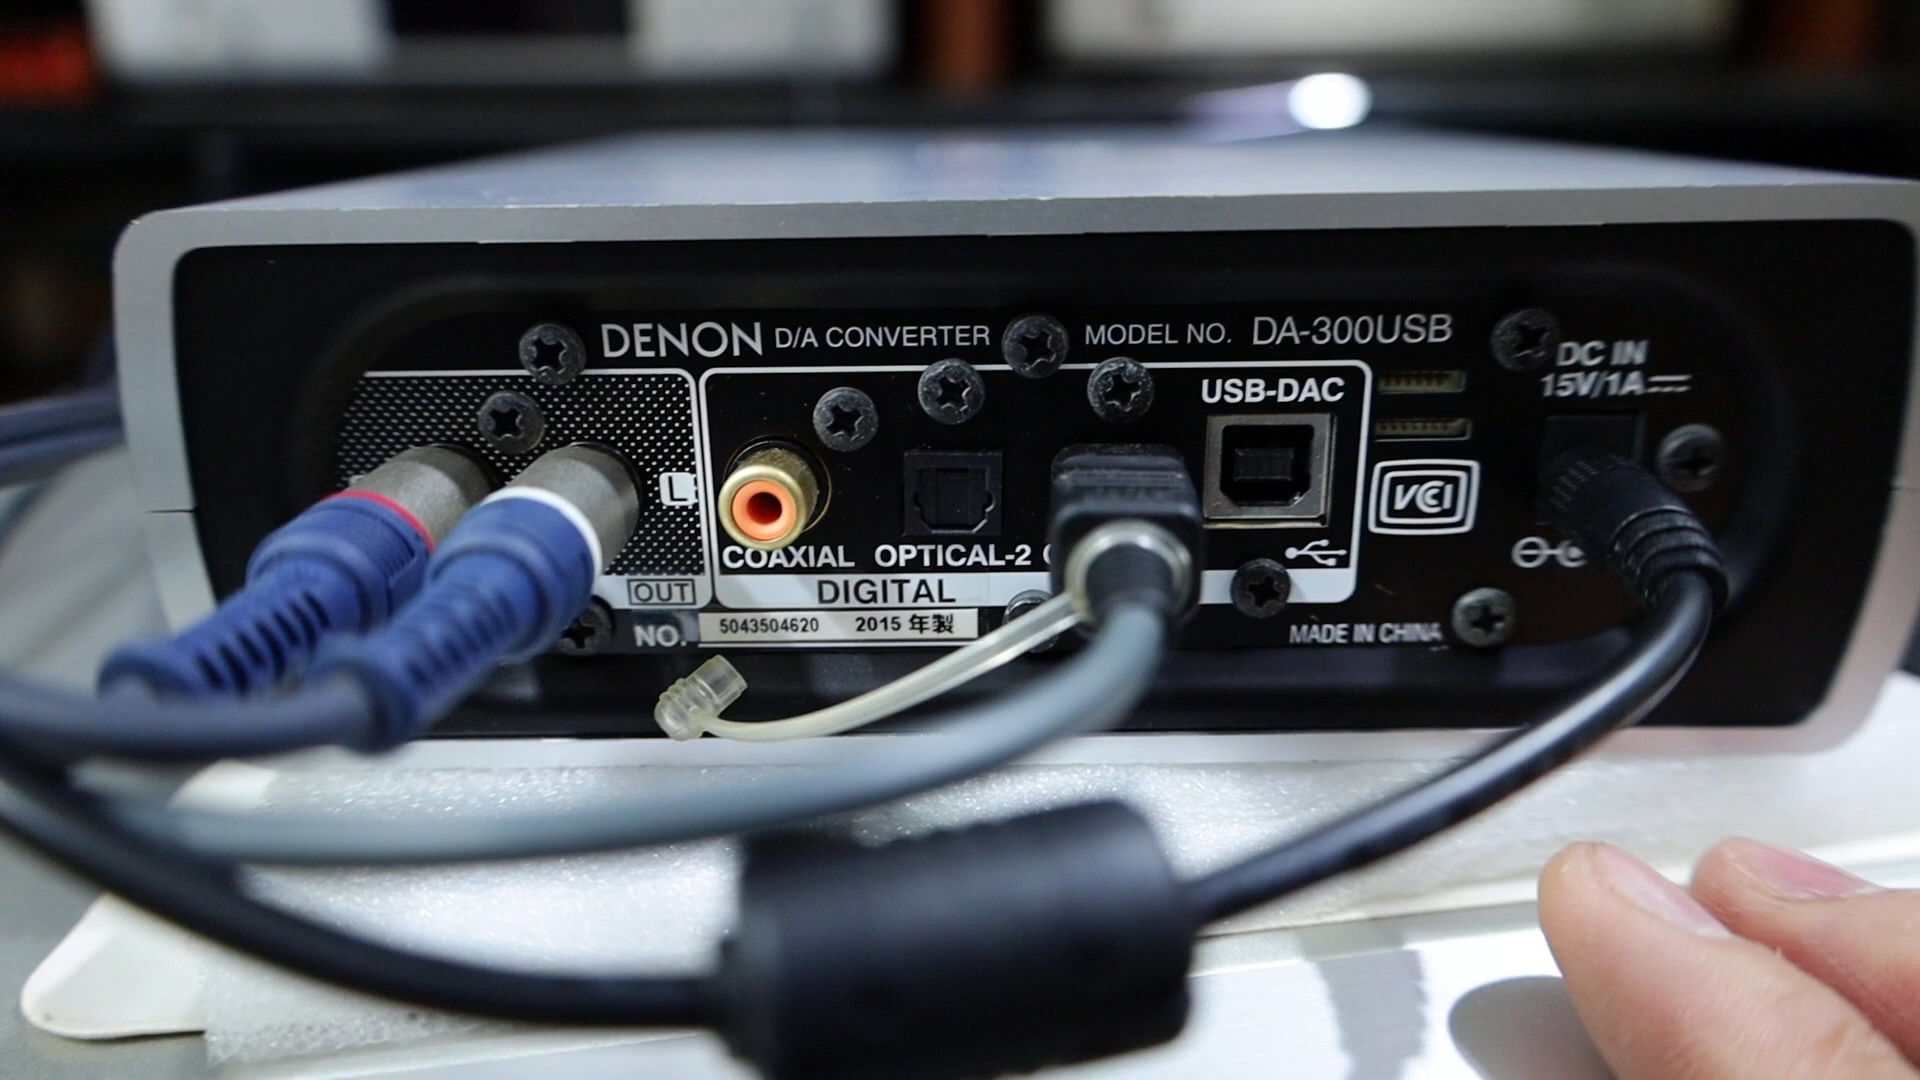 DENON D/A CONVERTER MODEL NO. DA-300USB
DC IN
15V/1A
USB-DAC
L
VCCI
COAXIAL OPTICAL-2
OUT
DIGITAL
NO. 5043504620 2015 年製
MADE IN CHINA